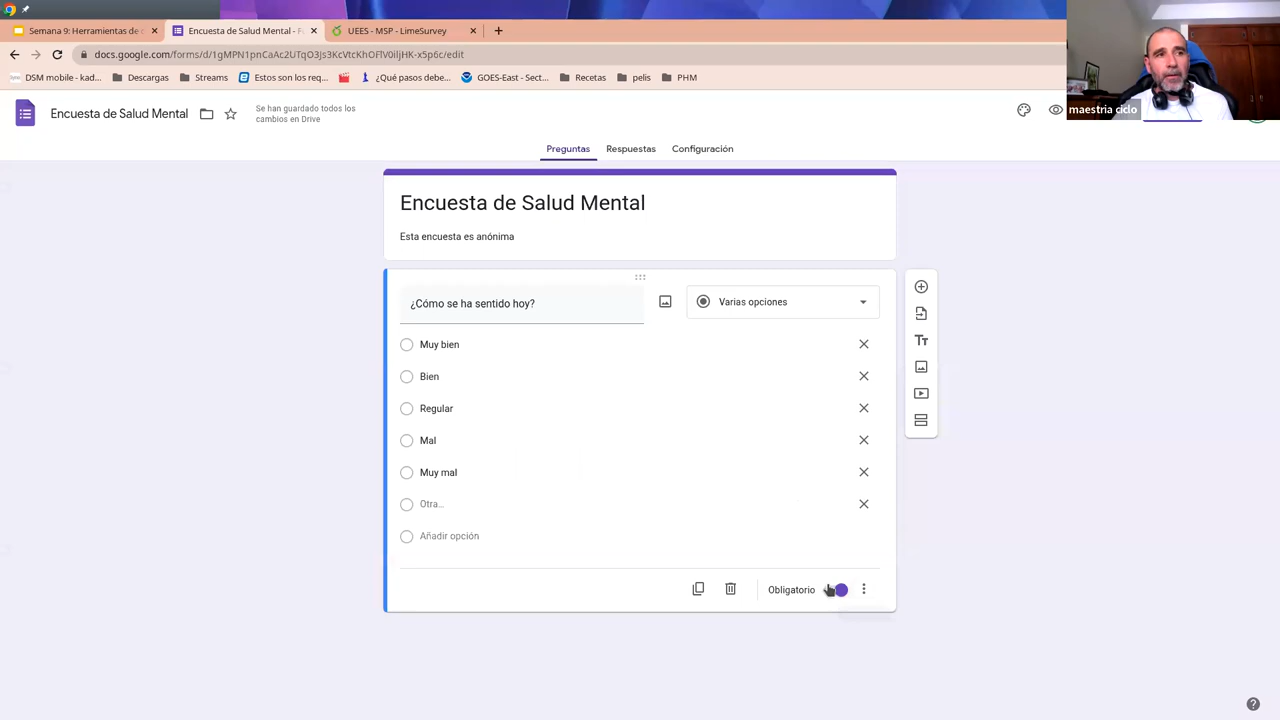 Semana 9: Herramientas de c
Encuesta de Salud Mental - Fo
UEES - MSP - LimeSurvey
docs.google.com/forms/d/1gMPN1pnCaAc2UTqO3Js3KcVtcKhOFlV0iljHK-x5p6c/edit
DSM mobile - kad...
Descargas
Streams
Estos son los req...
¿Qué pasos debe...
GOES-East - Sect...
Recetas
pelis
PHM
maestria ciclo
Encuesta de Salud Mental
Se han guardado todos los
cambios en Drive
Preguntas
Respuestas
Configuración
Encuesta de Salud Mental
Esta encuesta es anónima
¿Cómo se ha sentido hoy?
Varias opciones
Muy bien
Bien
Regular
Mal
Muy mal
Otra...
Añadir opción
Obligatorio